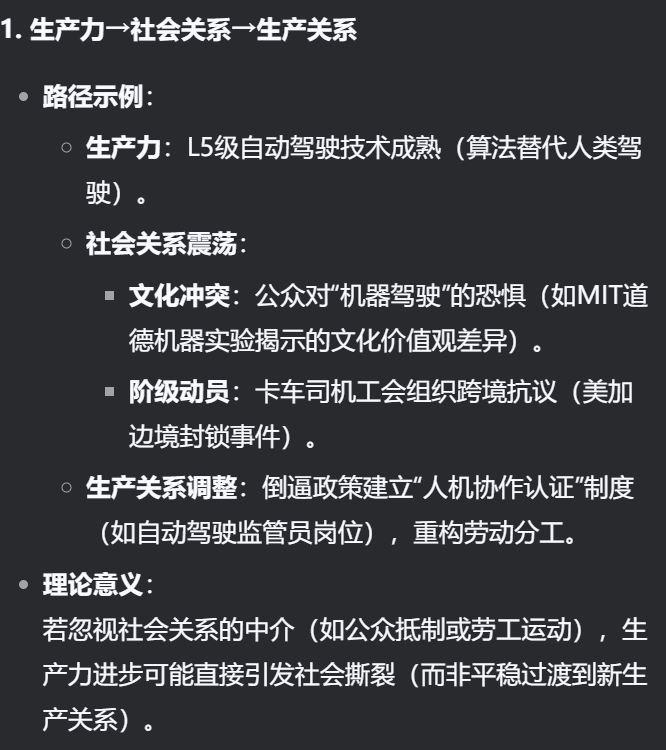 1. 生产力→社会关系→生产关系
路径示例：
生产力：L5级自动驾驶技术成熟（算法替代人类驾
驶）。
社会关系震荡：
文化冲突：公众对“机器驾驶”的恐惧（如MIT道
德机器实验揭示的文化价值观差异）。
阶级动员：卡车司机工会组织跨境抗议（美加
边境封锁事件）。
生产关系调整：倒逼政策建立“人机协作认证”制度
（如自动驾驶监管员岗位），重构劳动分工。
理论意义：
若忽视社会关系的中介（如公众抵制或劳工运动），生
产力进步可能直接引发社会撕裂（而非平稳过渡到新生
产关系）。